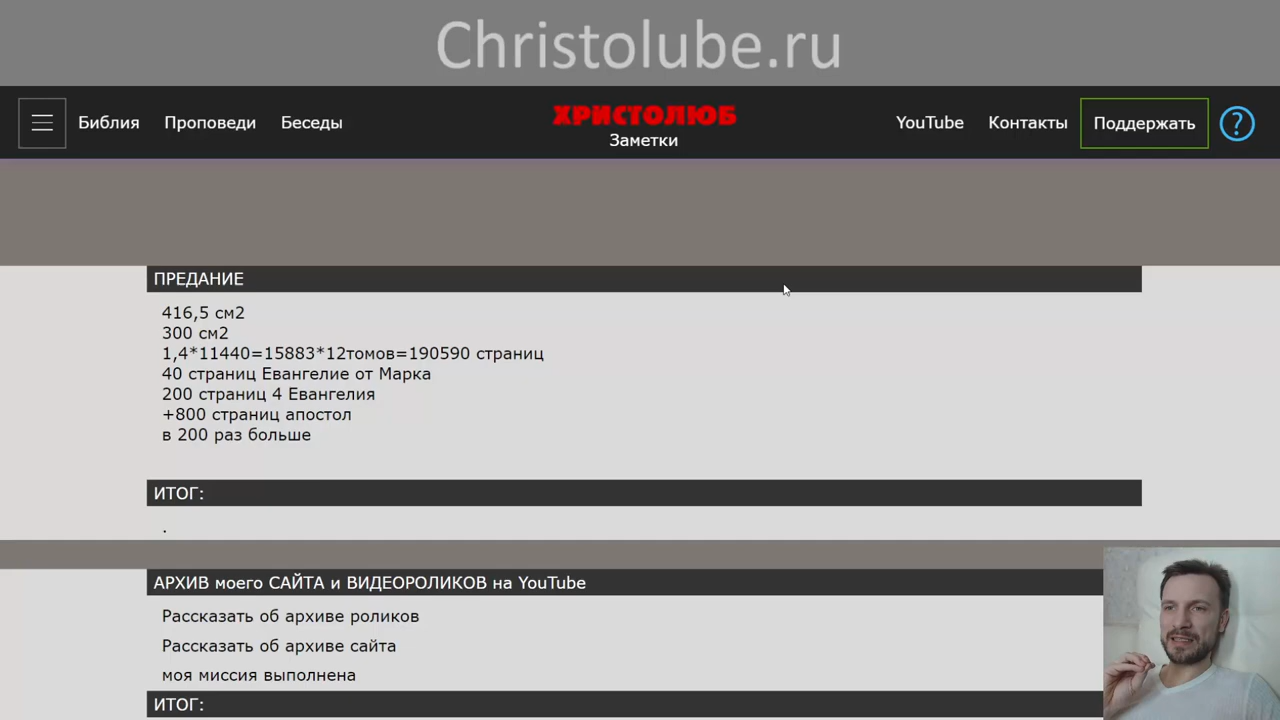 Christolube.ru
Библия Проповеди Беседы
ХРИСТОЛЮБ
Заметки
YouTube Контакты Поддержать ?
ПРЕДАНИЕ
416,5 см2
300 см2
1,4*11440=15883*12томов=190590 страниц
40 страниц Евангелие от Марка
200 страниц 4 Евангелия
+800 страниц апостол
в 200 раз больше
ИТОГ:
.
АРХИВ моего САЙТА и ВИДЕОРОЛИКОВ на YouTube
Рассказать об архиве роликов
Рассказать об архиве сайта
моя миссия выполнена
ИТОГ: